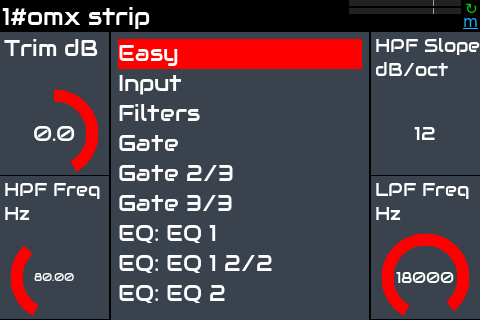 1#omx strip
m
Trim dB
0.0
HPF Freq
Hz
80.00
Easy
Input
Filters
Gate
Gate 2/3
Gate 3/3
EQ: EQ 1
EQ: EQ 1 2/2
EQ: EQ 2
HPF Slope
dB/oct
12
LPF Freq
Hz
18000